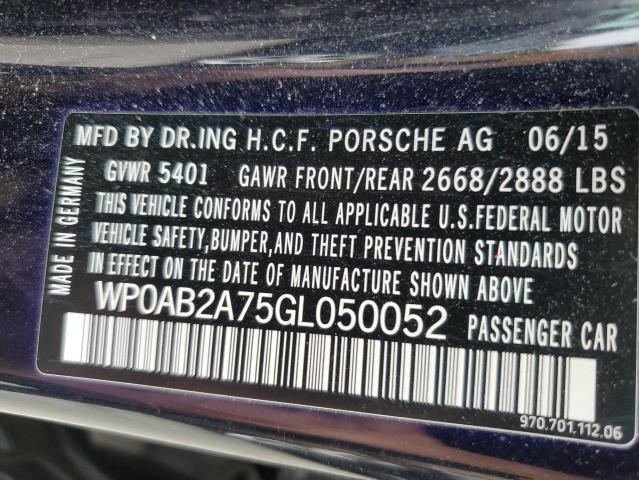 MFD BY DR.ING H.C.F. PORSCHE AG 06/15
GVWR 5401 GAWR FRONT/REAR 2668/2888 LBS
THIS VEHICLE CONFORMS TO ALL APPLICABLE U.S.FEDERAL MOTOR
VEHICLE SAFETY,BUMPER,AND THEFT PREVENTION STANDARDS
IN EFFECT ON THE DATE OF MANUFACTURE SHOWN ABOVE
WP0AB2A75GL050052 PASSENGER CAR
MADE IN GERMANY
970.701.112.06